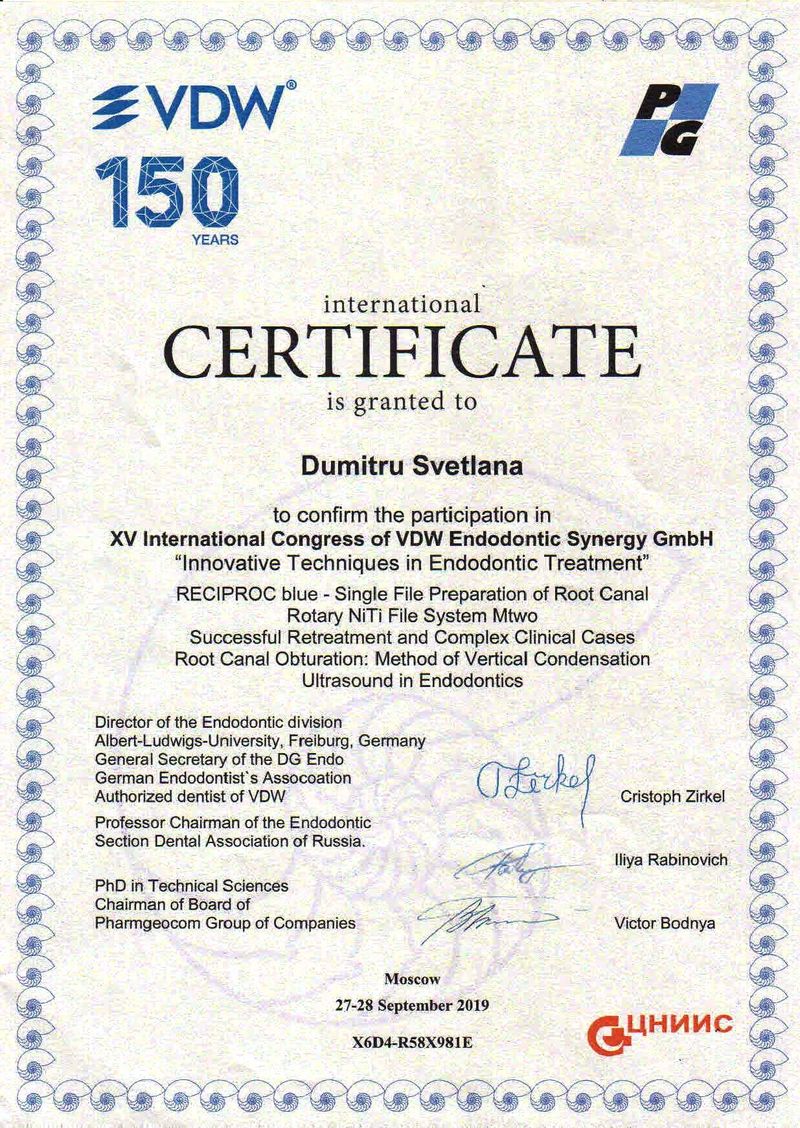 VDW®
PG
150
YEARS
international
CERTIFICATE
is granted to
Dumitru Svetlana
to confirm the participation in
XV International Congress of VDW Endodontic Synergy GmbH
“Innovative Techniques in Endodontic Treatment”
RECIPROC blue - Single File Preparation of Root Canal
Rotary NiTi File System Mtwo
Successful Retreatment and Complex Clinical Cases
Root Canal Obturation: Method of Vertical Condensation
Ultrasound in Endodontics
Director of the Endodontic division
Albert-Ludwigs-University, Freiburg, Germany
General Secretary of the DG Endo
German Endodontist`s Assocoation
Authorized dentist of VDW
Cristoph Zirkel
Professor Chairman of the Endodontic
Section Dental Association of Russia.
Iliya Rabinovich
PhD in Technical Sciences
Chairman of Board of
Pharmgeocom Group of Companies
Victor Bodnya
Moscow
27-28 September 2019
X6D4-R58X981E
ЦНИИС